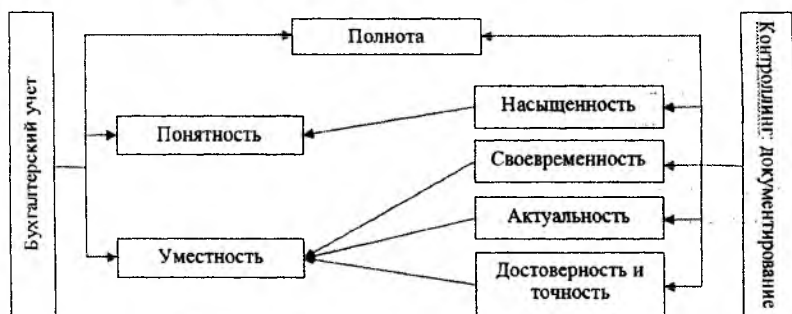 Бухгалтерский учет
Полнота
Понятность
Уместность
Насыщенность
Своевременность
Актуальность
Достоверность и
точность
Контроллинг: документирование